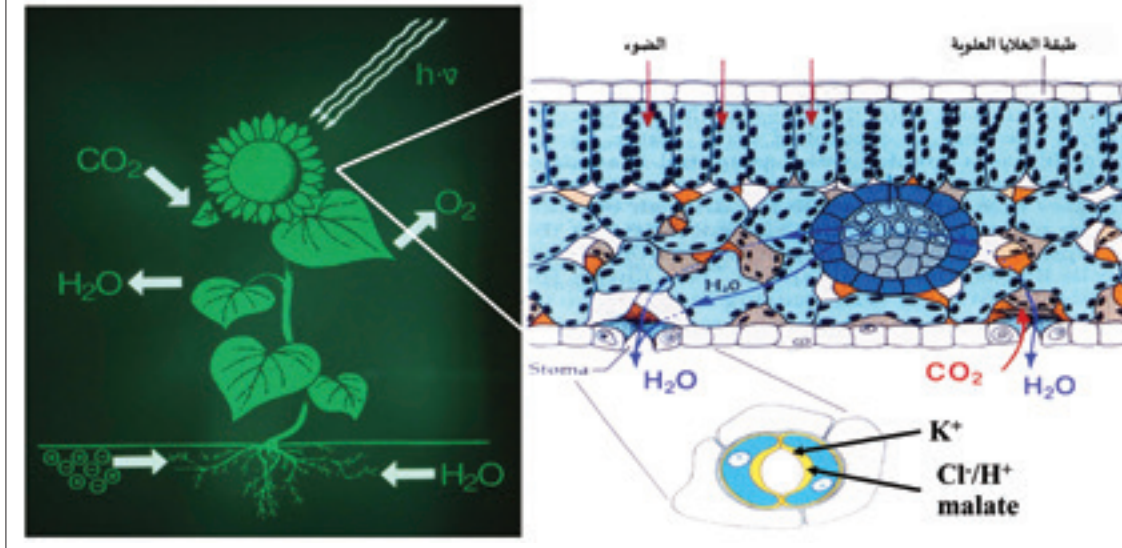 h·ν
CO₂
O₂
H₂O
H₂O
الضوء
طبقة الخلايا العلوية
H₂O
Stoma
H₂O
CO₂
H₂O
K⁺
Cl⁻/H⁺
malate